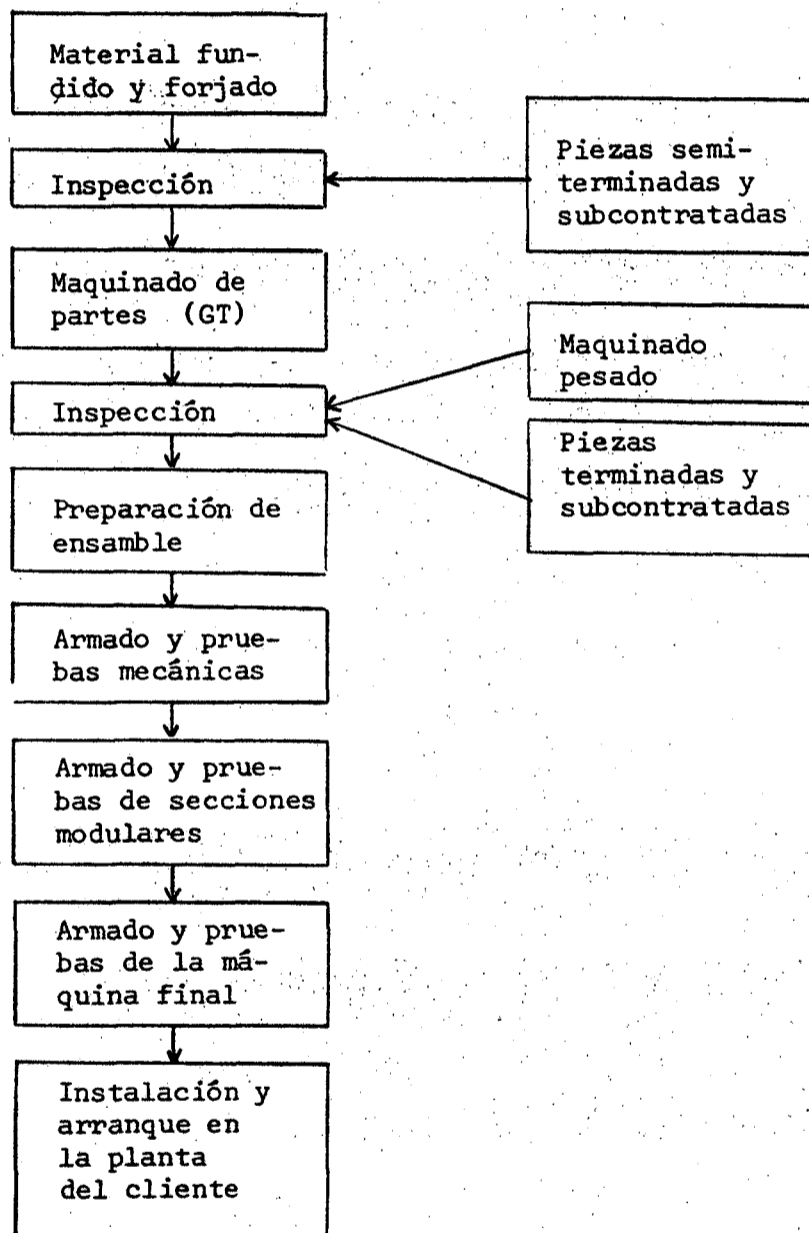 Material fun-
dido y forjado
Inspección
Piezas semi-
terminadas y
subcontratadas
Maquinado de
partes (GT)
Inspección
Maquinado
pesado
Piezas
terminadas y
subcontratadas
Preparación de
ensamble
Armado y prue-
bas mecánicas
Armado y prue-
bas de secciones
modulares
Armado y prue-
bas de la má-
quina final
Instalación y
arranque en
la planta
del cliente